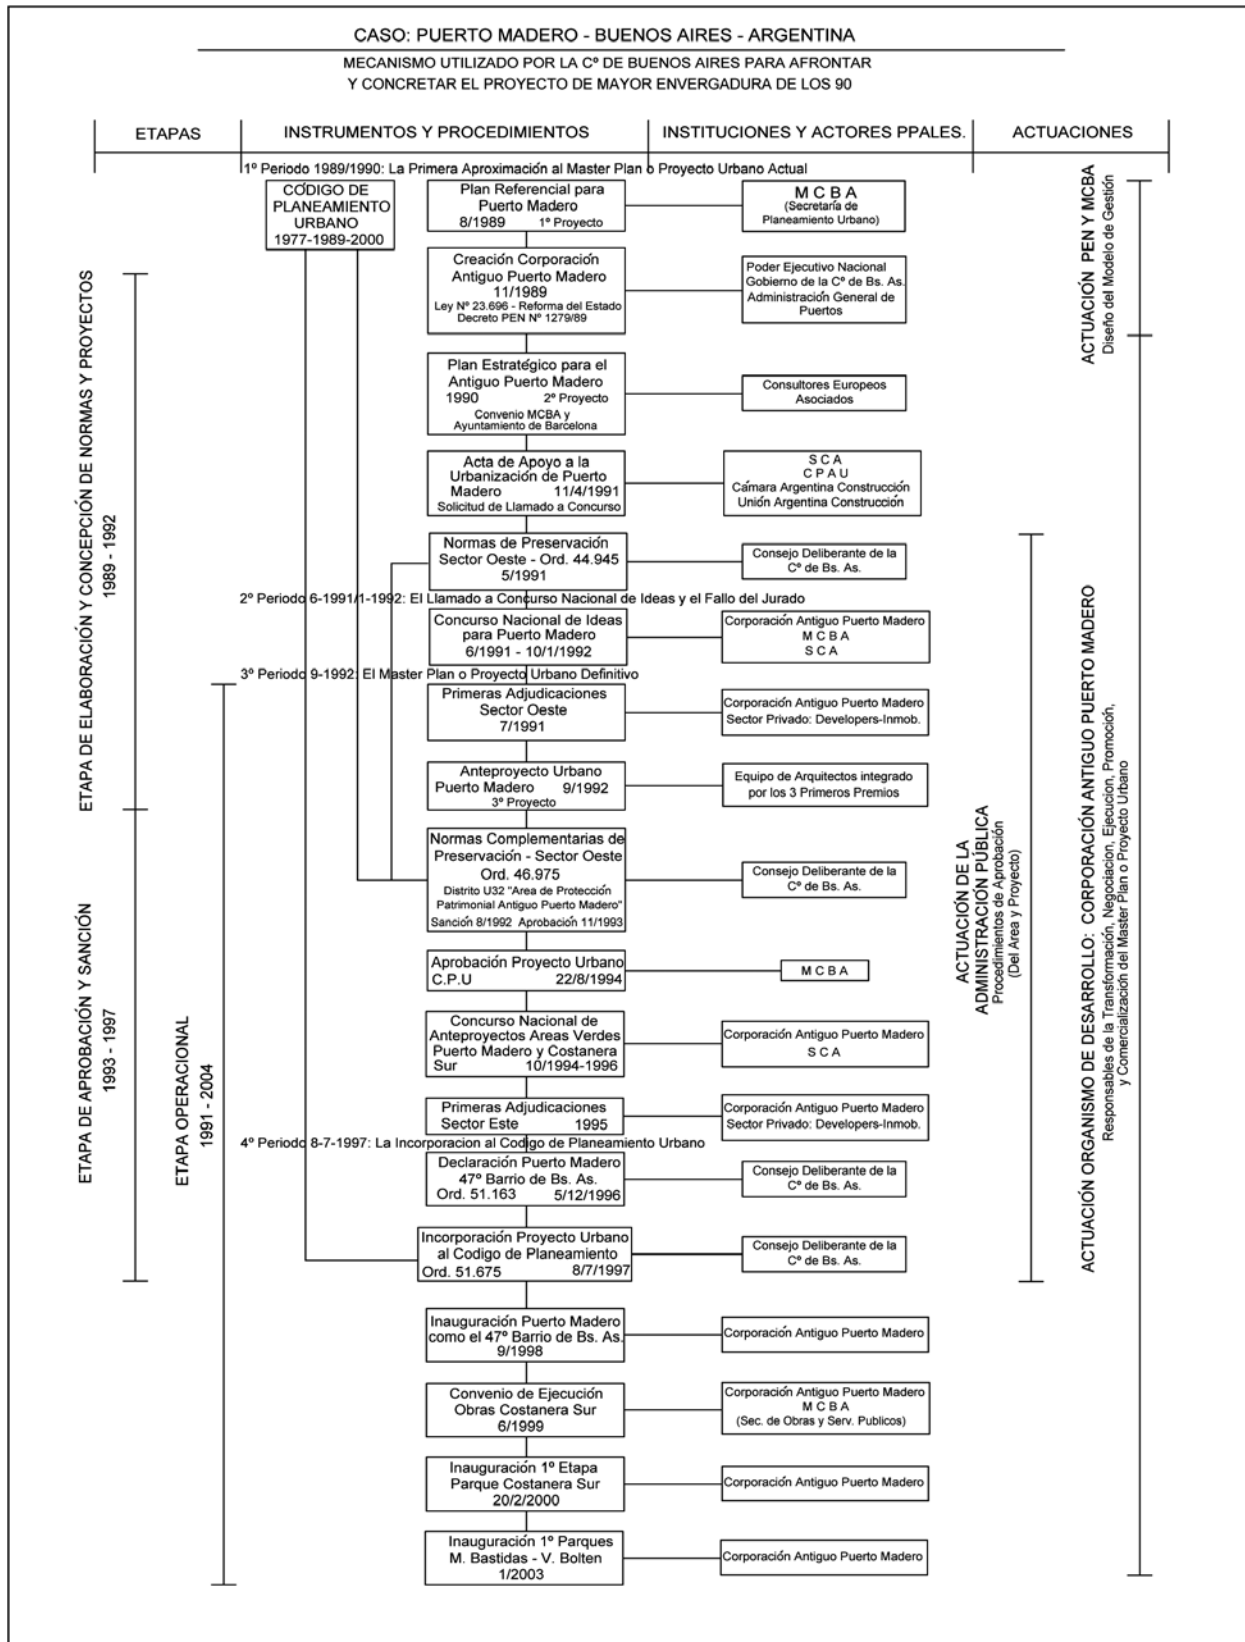 CASO: PUERTO MADERO - BUENOS AIRES - ARGENTINA
MECANISMO UTILIZADO POR LA Cº DE BUENOS AIRES PARA AFRONTAR
Y CONCRETAR EL PROYECTO DE MAYOR ENVERGADURA DE LOS 90
ETAPAS
INSTRUMENTOS Y PROCEDIMIENTOS
INSTITUCIONES Y ACTORES PPALES.
ACTUACIONES
1º Periodo 1989/1990: La Primera Aproximación al Master Plan o Proyecto Urbano Actual
CÓDIGO DE
PLANEAMIENTO
URBANO
1977-1989-2000
Plan Referencial para
Puerto Madero
8/1989 1º Proyecto
M C B A
(Secretaría de
Planeamiento Urbano)
Creación Corporación
Antiguo Puerto Madero
11/1989
Ley Nº 23.696 - Reforma del Estado
Decreto PEN Nº 1279/89
Poder Ejecutivo Nacional
Gobierno de la Cº de Bs. As.
Administración General de
Puertos
Plan Estratégico para el
Antiguo Puerto Madero
1990 2º Proyecto
Convenio MCBA y
Ayuntamiento de Barcelona
Consultores Europeos
Asociados
Acta de Apoyo a la
Urbanización de Puerto
Madero 11/4/1991
Solicitud de Llamado a Concurso
S C A
C P A U
Cámara Argentina Construcción
Unión Argentina Construcción
Normas de Preservación
Sector Oeste - Ord. 44.945
5/1991
Consejo Deliberante de la
Cº de Bs. As.
2º Periodo 6-1991/1-1992: El Llamado a Concurso Nacional de Ideas y el Fallo del Jurado
Concurso Nacional de Ideas
para Puerto Madero
6/1991 - 10/1/1992
Corporación Antiguo Puerto Madero
M C B A
S C A
3º Periodo 9-1992: El Master Plan o Proyecto Urbano Definitivo
Primeras Adjudicaciones
Sector Oeste
7/1991
Corporación Antiguo Puerto Madero
Sector Privado: Developers-Inmob.
Anteproyecto Urbano
Puerto Madero 9/1992
3º Proyecto
Equipo de Arquitectos integrado
por los 3 Primeros Premios
Normas Complementarias de
Preservación - Sector Oeste
Ord. 46.975
Distrito U32 "Area de Protección
Patrimonial Antiguo Puerto Madero"
Sanción 8/1992 Aprobación 11/1993
Consejo Deliberante de la
Cº de Bs. As.
Aprobación Proyecto Urbano
C.P.U 22/8/1994
M C B A
Concurso Nacional de
Anteproyectos Areas Verdes
Puerto Madero y Costanera
Sur 10/1994-1996
Corporación Antiguo Puerto Madero
S C A
Primeras Adjudicaciones
Sector Este 1995
Corporación Antiguo Puerto Madero
Sector Privado: Developers-Inmob.
4º Periodo 8-7-1997: La Incorporacion al Codigo de Planeamiento Urbano
Declaración Puerto Madero
47º Barrio de Bs. As.
Ord. 51.163 5/12/1996
Consejo Deliberante de la
Cº de Bs. As.
Incorporación Proyecto Urbano
al Codigo de Planeamiento
Ord. 51.675 8/7/1997
Consejo Deliberante de la
Cº de Bs. As.
Inauguración Puerto Madero
como el 47º Barrio de Bs. As.
9/1998
Corporación Antiguo Puerto Madero
Convenio de Ejecución
Obras Costanera Sur
6/1999
Corporación Antiguo Puerto Madero
M C B A
(Sec. de Obras y Serv. Publicos)
Inauguración 1º Etapa
Parque Costanera Sur
20/2/2000
Corporación Antiguo Puerto Madero
Inauguración 1º Parques
M. Bastidas - V. Bolten
1/2003
Corporación Antiguo Puerto Madero
ETAPA DE ELABORACIÓN Y CONCEPCIÓN DE NORMAS Y PROYECTOS
1989 - 1992
ETAPA DE APROBACIÓN Y SANCIÓN
1993 - 1997
ETAPA OPERACIONAL
1991 - 2004
ACTUACIÓN DE LA
ADMINISTRACIÓN PÚBLICA
Procedimientos de Aprobación
(Del Area y Proyecto)
ACTUACIÓN PEN Y MCBA
Diseño del Modelo de Gestión
ACTUACIÓN ORGANISMO DE DESARROLLO: CORPORACIÓN ANTIGUO PUERTO MADERO
Responsables de la Transformación, Negociacion, Ejecucion, Promoción,
y Comercialización del Master Plan o Proyecto Urbano